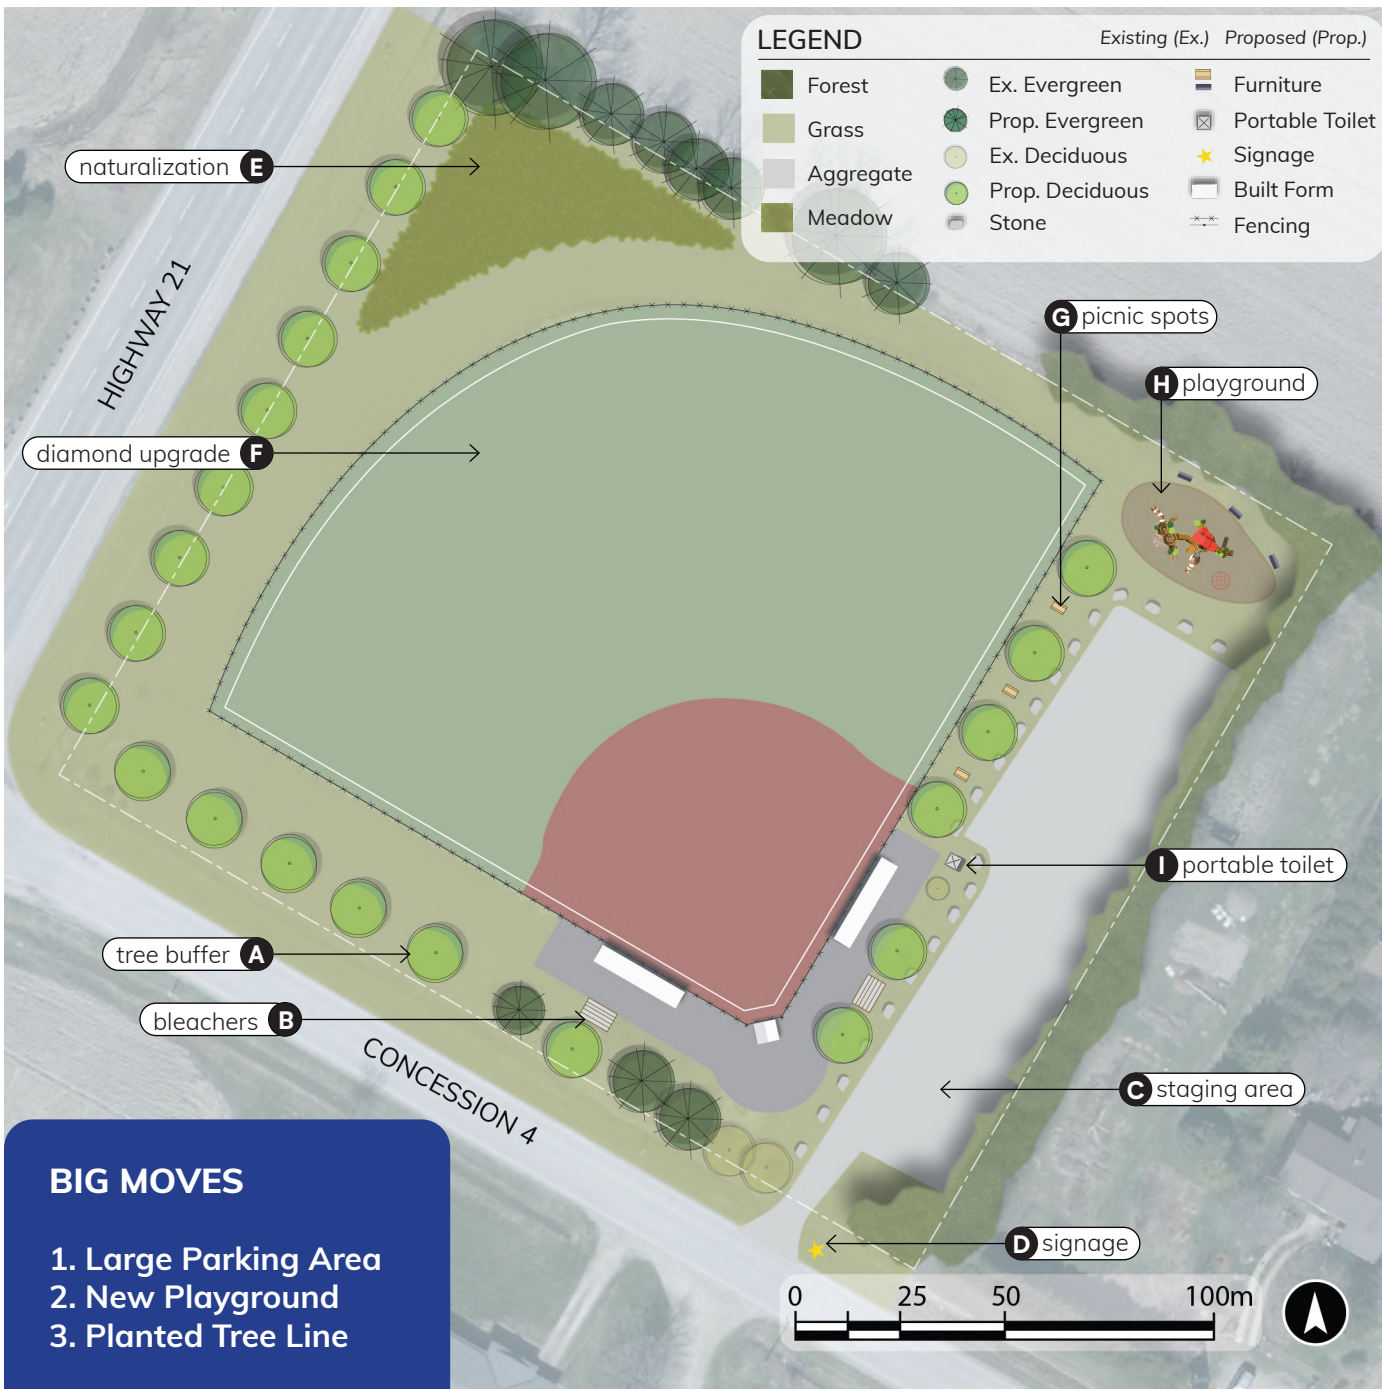 LEGEND
Existing (Ex.) Proposed (Prop.)
Forest
Grass
Aggregate
Meadow
Ex. Evergreen
Prop. Evergreen
Ex. Deciduous
Prop. Deciduous
Stone
Furniture
Portable Toilet
Signage
Built Form
Fencing
naturalization E
HIGHWAY 21
G picnic spots
H playground
diamond upgrade F
I portable toilet
tree buffer A
bleachers B
CONCESSION 4
C staging area
D signage
BIG MOVES
1. Large Parking Area
2. New Playground
3. Planted Tree Line
0 25 50 100m